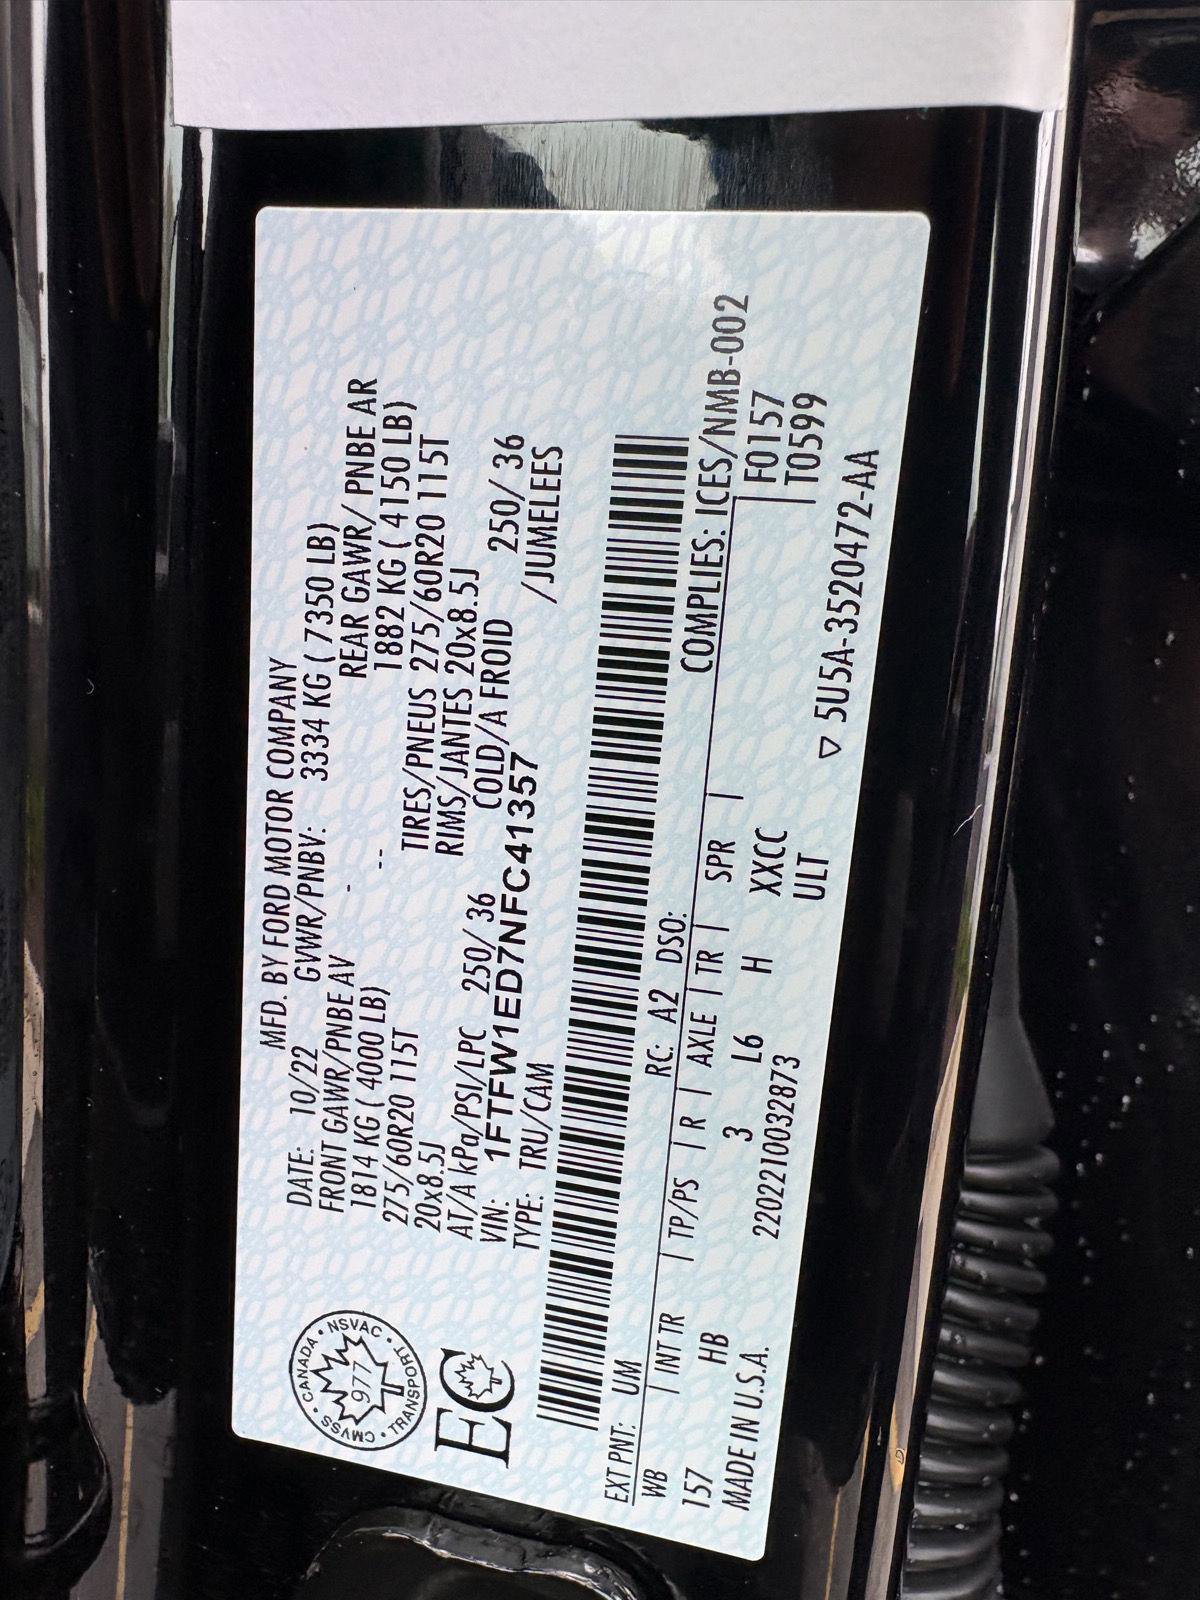 MFD. BY FORD MOTOR COMPANY
DATE: 10/22 GVWR/PNBV: 3334 KG ( 7350 LB)
FRONT GAWR/PNBE AV - REAR GAWR/ PNBE AR
1814 KG ( 4000 LB) -- 1882 KG ( 4150 LB)
275/60R20 115T TIRES/PNEUS 275/60R20 115T
20x8.5J RIMS/JANTES 20x8.5J
AT/A kPa/PSI/LPC 250/ 36 COLD/A FROID 250/ 36
VIN: 1FTFW1ED7NFC41357 /JUMELEES
TYPE: TRU/CAM
CANADA • NSVAC • TRANSPORT • CMVSS •
977
EC
COMPLIES: ICES/NMB-002
EXT PNT: UM RC: A2 DSO:
WB | INT TR | TP/PS | R | AXLE | TR | SPR | | F0157
157 HB 3 L6 H XXCC T0599
MADE IN U.S.A. 2202210032873 ULT
▽ 5U5A-3520472-AA